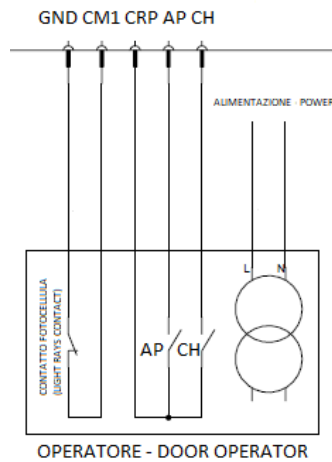 GND CM1 CRP AP CH
ALIMENTAZIONE - POWER
L N
CONTATTO FOTOCELLULA
(LIGHT RAYS CONTACT)
AP CH
OPERATORE - DOOR OPERATOR